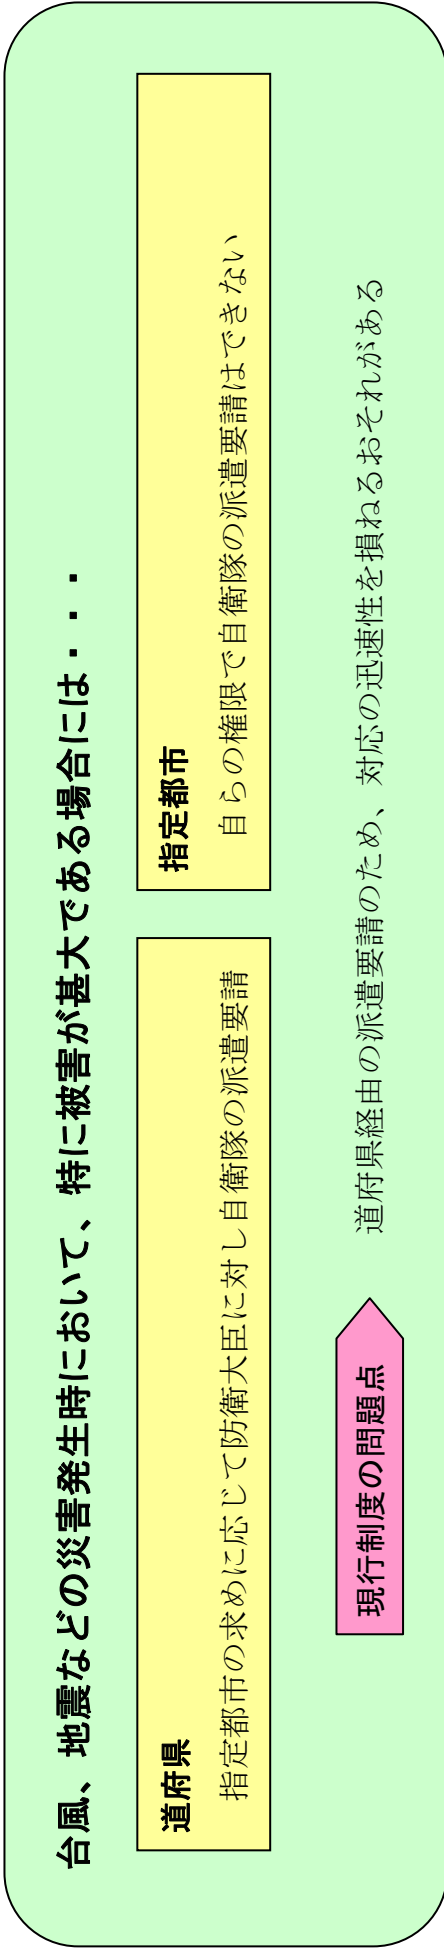 台風、地震などの災害発生時において、特に被害が甚大である場合には・・・
道府県
指定都市の求めに応じて防衛大臣に対し自衛隊の派遣要請
指定都市
自らの権限で自衛隊の派遣要請はできない
現行制度の問題点
道府県経由の派遣要請のため、対応の迅速性を損ねるおそれがある